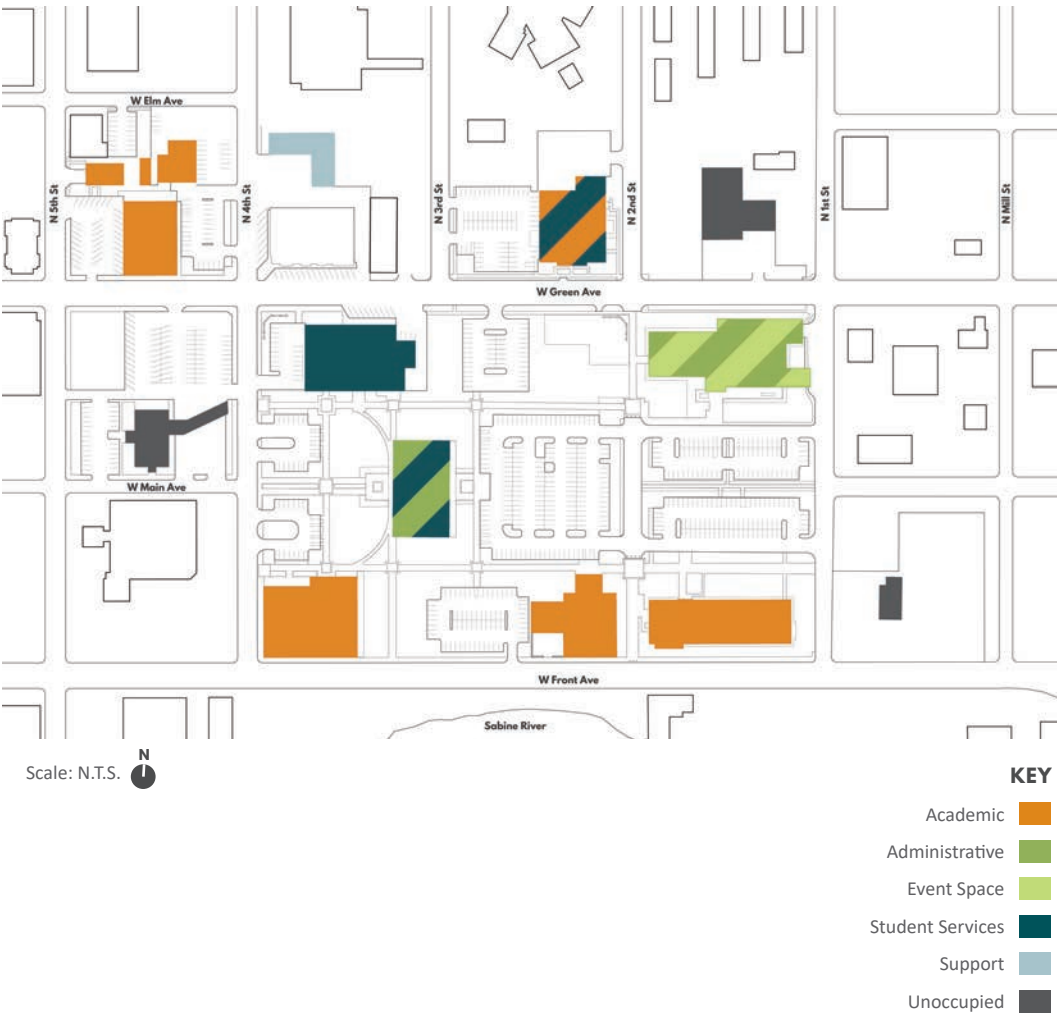 W Elm Ave
N 5th St
N 4th St
N 3rd St
N 2nd St
N 1st St
N Mill St
W Green Ave
W Main Ave
W Front Ave
Sabine River
Scale: N.T.S.
N
KEY
Academic
Administrative
Event Space
Student Services
Support
Unoccupied